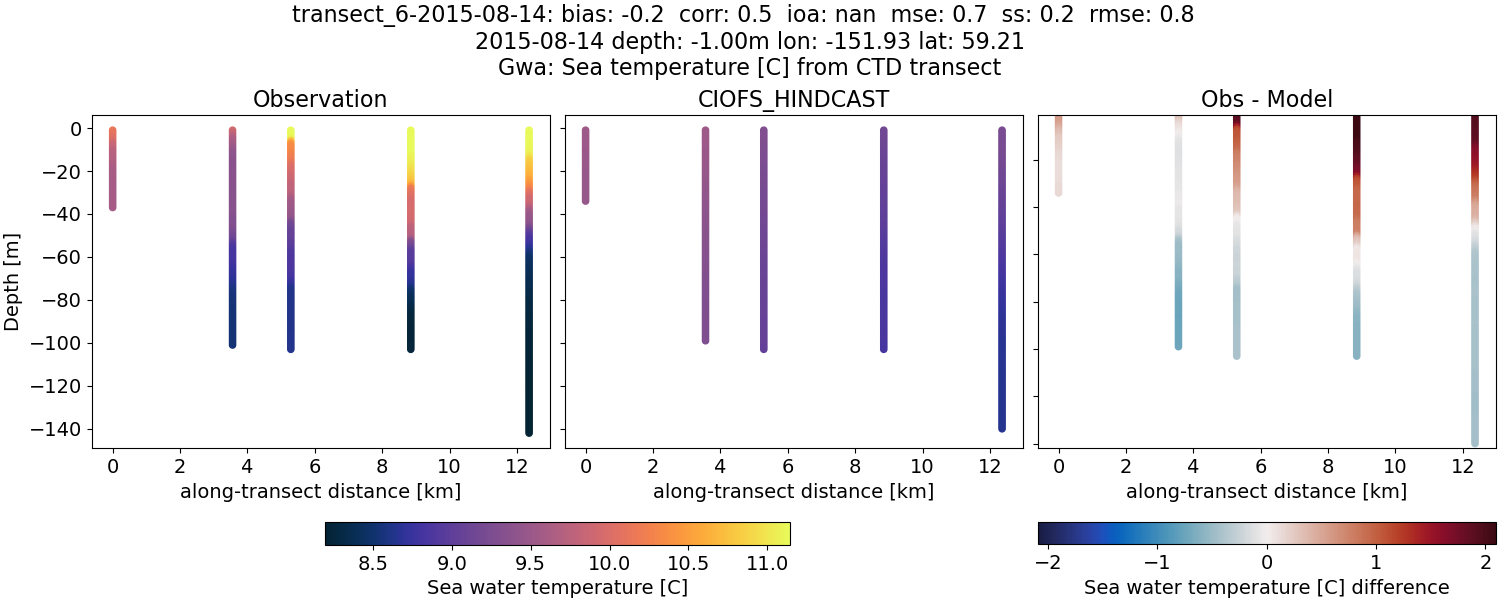 transect_6-2015-08-14: bias: -0.2 corr: 0.5 ioa: nan mse: 0.7 ss: 0.2 rmse: 0.8
2015-08-14 depth: -1.00m lon: -151.93 lat: 59.21
Gwa: Sea temperature [C] from CTD transect
Observation
CIOFS_HINDCAST
Obs - Model
Depth [m]
0
−20
−40
−60
−80
−100
−120
−140
0 2 4 6 8 10 12
0 2 4 6 8 10 12
0 2 4 6 8 10 12
along-transect distance [km]
along-transect distance [km]
along-transect distance [km]
8.5 9.0 9.5 10.0 10.5 11.0
Sea water temperature [C]
−2 −1 0 1 2
Sea water temperature [C] difference